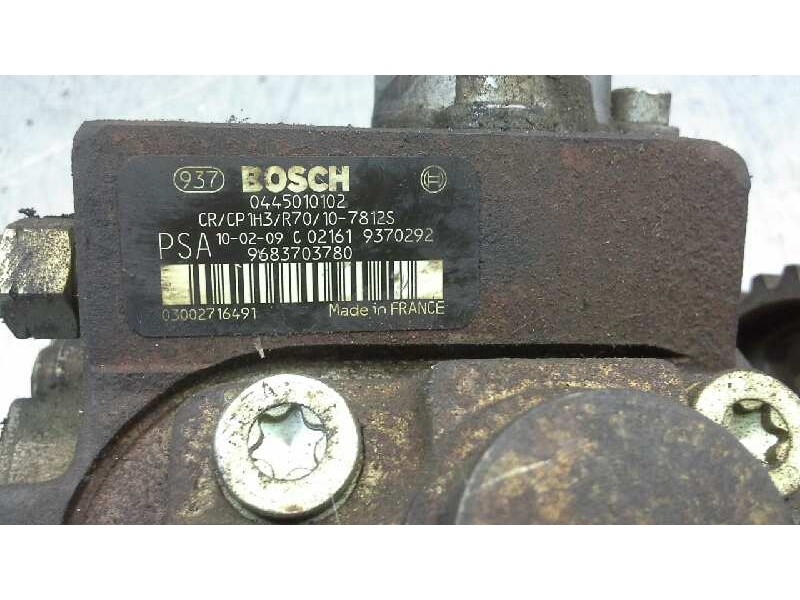 937 BOSCH
0445010102
CR/CP1H3/R70/10-7812S
PSA 10-02-09 C 02161 9370292
9683703780
03002716491 Made in FRANCE